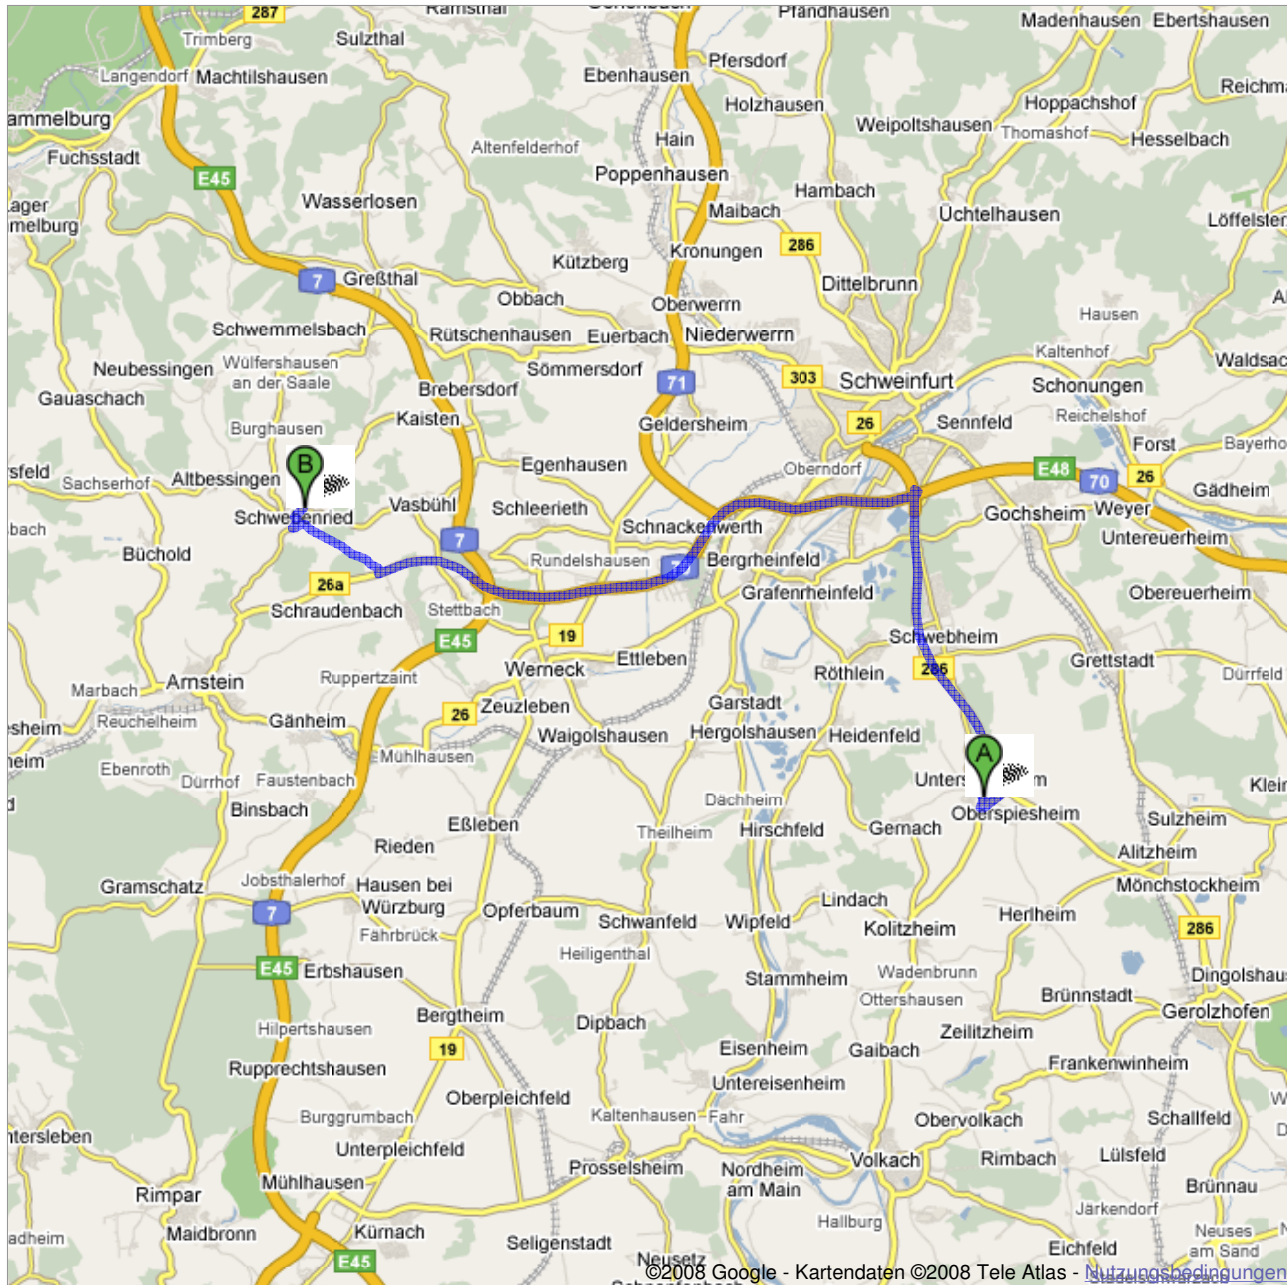 287
Ramsthal
Pfändhausen
Madenhausen
Ebertshausen
Trimberg
Sulzthal
Pfersdorf
Langendorf
Machtilshausen
Ebenhausen
Holzhausen
Hoppachshof
ammelburg
Weipoltshausen
Thomashof
Hesselbach
Fuchsstadt
Hain
Altenfelderhof
Poppenhausen
E45
Hambach
Wasserlosen
Lager
Maibach
Üchtelhausen
melburg
286
Kronungen
Kützberg
Greßthal
7
Dittelbrunn
Obbach
Oberwerrn
Hausen
Schwemmelsbach
Rütschenhausen
Euerbach
Niederwerrn
Kaltenhof
Wülfershausen
an der Saale
Neubessingen
Sömmersdorf
303
Schweinfurt
Schonungen
71
Brebersdorf
Gauaschach
Kaisten
Geldersheim
26
Sennfeld
Reichelshof
Burghausen
Forst
B
Egenhausen
Oberndorf
E48
70
26
rsfeld
Sachserhof
Altbessingen
Gädheim
Vasbühl
Schleerieth
Gochsheim
Weyer
Schwebenried
Schnackenwerth
bach
7
Untereuerheim
Büchold
Rundelshausen
Bergrheinfeld
26a
Grafenrheinfeld
Obereuerheim
Schraudenbach
Stettbach
E45
19
Schwebheim
Ettleben
286
Grettstadt
Werneck
Röthlein
Dürrfeld
Ruppertzaint
Arnstein
Marbach
Garstadt
Reuchelheim
Gänheim
26
Zeuzleben
Waigolshausen
Hergolshausen
Heidenfeld
esheim
heim
Ebenroth
Mühlhausen
A
Dürrhof
Faustenbach
Dächheim
Binsbach
Oberspiesheim
Eßleben
Theilheim
Hirschfeld
Gernach
Sulzheim
Rieden
Alitzheim
Jobsthalerhof
Gramschatz
Hausen bei
Würzburg
Mönchstockheim
7
Opferbaum
Schwanfeld
Wipfeld
Lindach
Herlheim
Kolitzheim
286
Fährbrück
Heiligenthal
E45
Erbshausen
Stammheim
Wadenbrunn
Ottershausen
Brünnstadt
Hilpertshausen
Bergtheim
Dipbach
Gerolzhofen
Zeilitzheim
19
Eisenheim
Gaibach
Rupprechtshausen
Frankenwinheim
Untereisenheim
Oberpleichfeld
Burggrumbach
Kaltenhausen
Fahr
Obervolkach
Schallfeld
Unterpleichfeld
Prosselsheim
Volkach
Rimbach
Lülsfeld
Nordheim
am Main
Mühlhausen
Rimpar
Brünnau
Järkendorf
Maidbronn
Kürnach
Hallburg
Seligenstadt
Eichfeld
Neuses
am Sand
E45
Neusetz
©2008 Google - Kartendaten ©2008 Tele Atlas - Nutzungsbedingungen